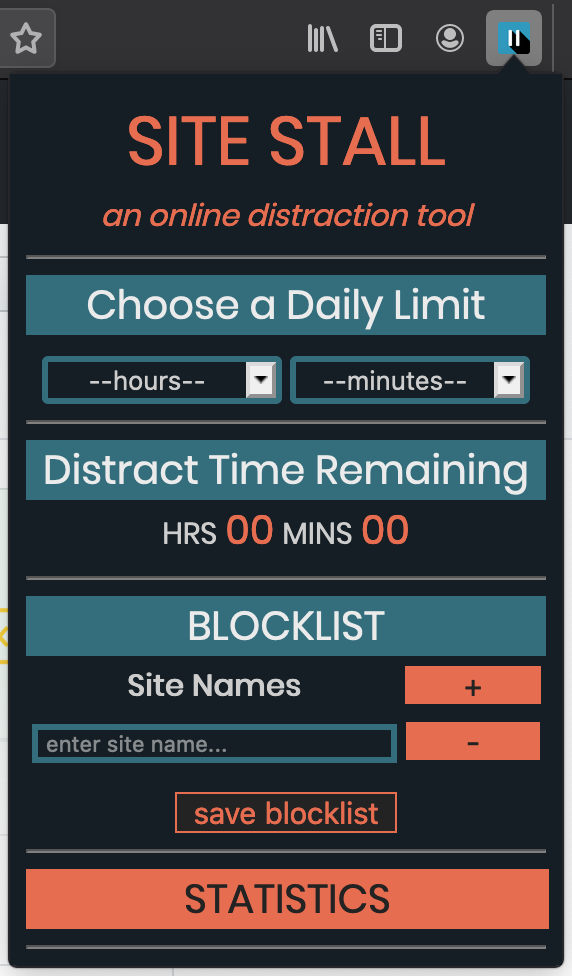 SITE STALL
an online distraction tool
Choose a Daily Limit
--hours-- --minutes--
Distract Time Remaining
HRS 00 MINS 00
BLOCKLIST
Site Names +
enter site name... -
save blocklist
STATISTICS